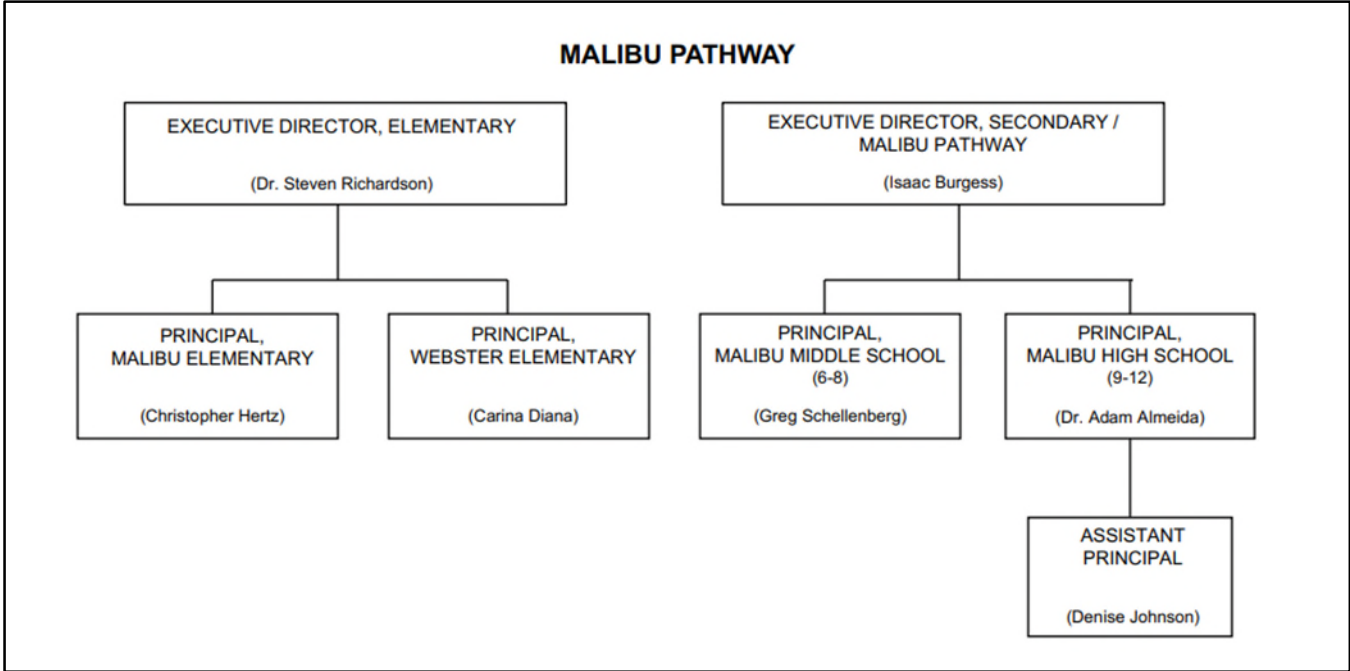 MALIBU PATHWAY
EXECUTIVE DIRECTOR, ELEMENTARY
(Dr. Steven Richardson)
EXECUTIVE DIRECTOR, SECONDARY /
MALIBU PATHWAY
(Isaac Burgess)
PRINCIPAL,
MALIBU ELEMENTARY
(Christopher Hertz)
PRINCIPAL,
WEBSTER ELEMENTARY
(Carina Diana)
PRINCIPAL,
MALIBU MIDDLE SCHOOL
(6-8)
(Greg Schellenberg)
PRINCIPAL,
MALIBU HIGH SCHOOL
(9-12)
(Dr. Adam Almeida)
ASSISTANT
PRINCIPAL
(Denise Johnson)